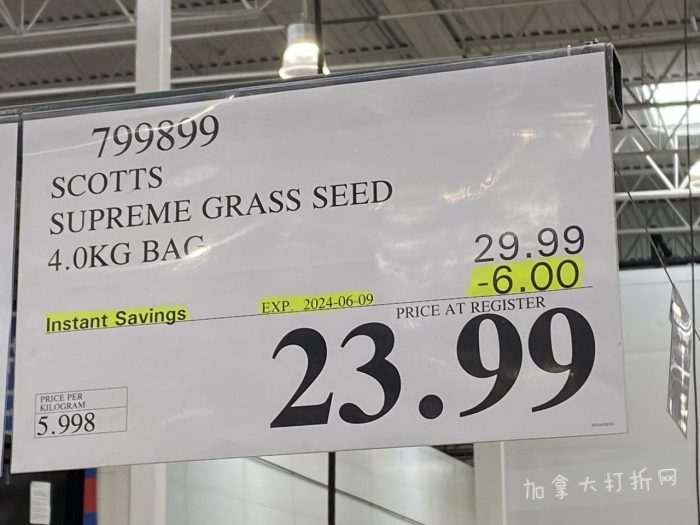 799899
SCOTTS
SUPREME GRASS SEED
4.0KG BAG
29.99
-6.00
Instant Savings
EXP. 2024-06-09
PRICE AT REGISTER
23.99
PRICE PER
KILOGRAM
5.998
加拿大打折网